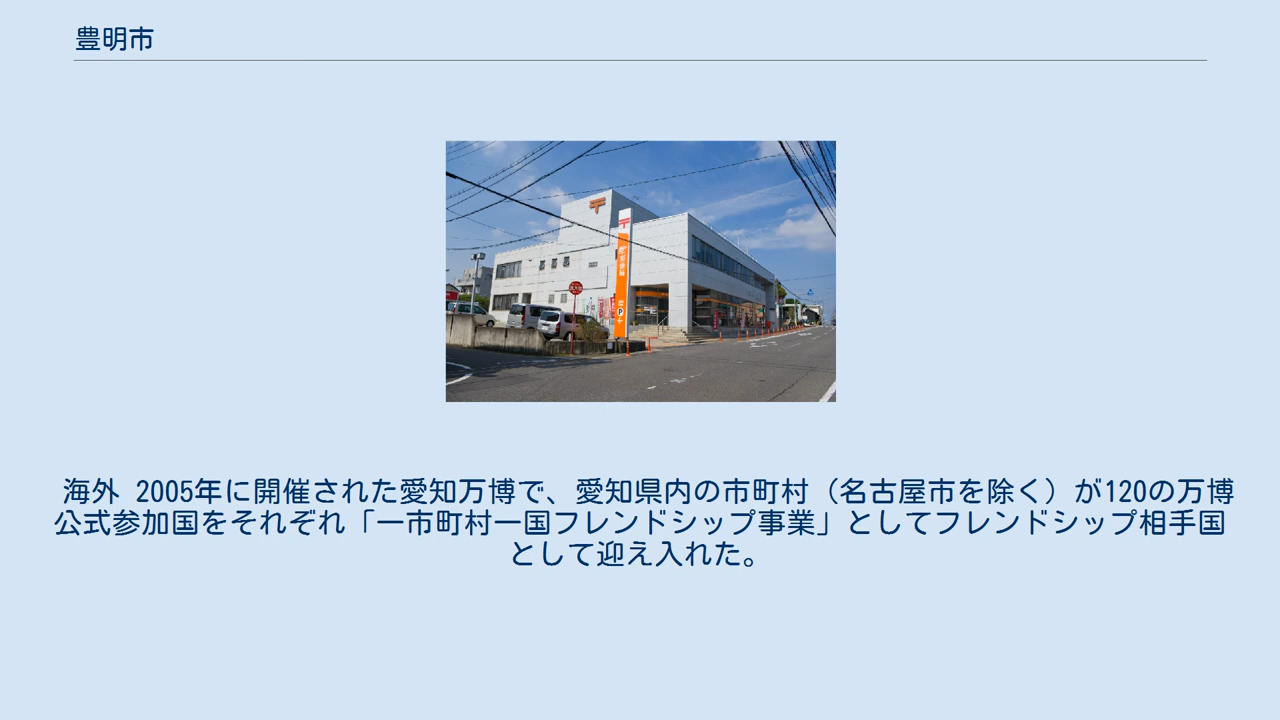 豊明市
海外 2005年に開催された愛知万博で、愛知県内の市町村（名古屋市を除く）が120の万博
公式参加国をそれぞれ「一市町村一国フレンドシップ事業」としてフレンドシップ相手国
として迎え入れた。